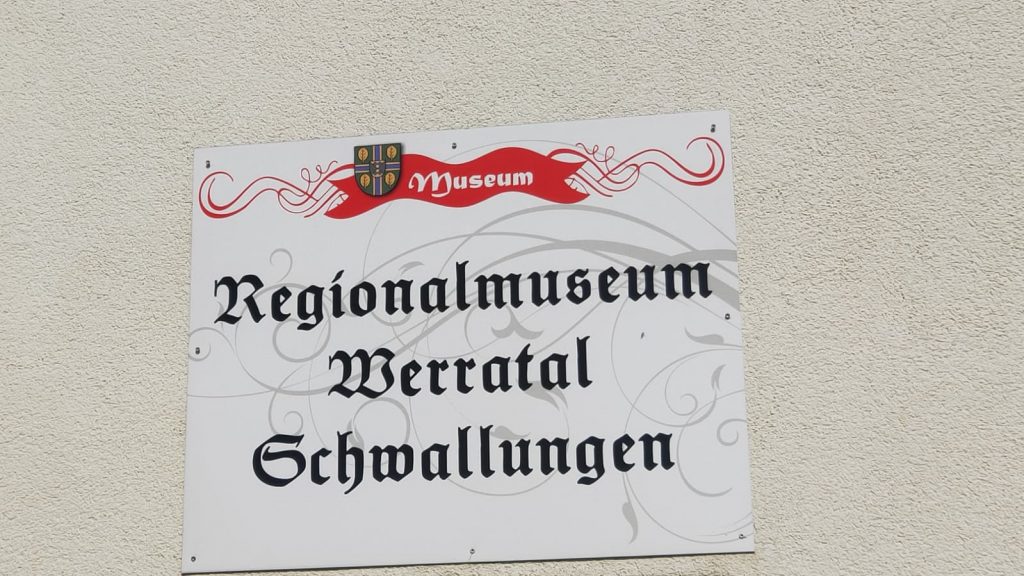 Museum
Regionalmuseum
Werratal
Schwallungen